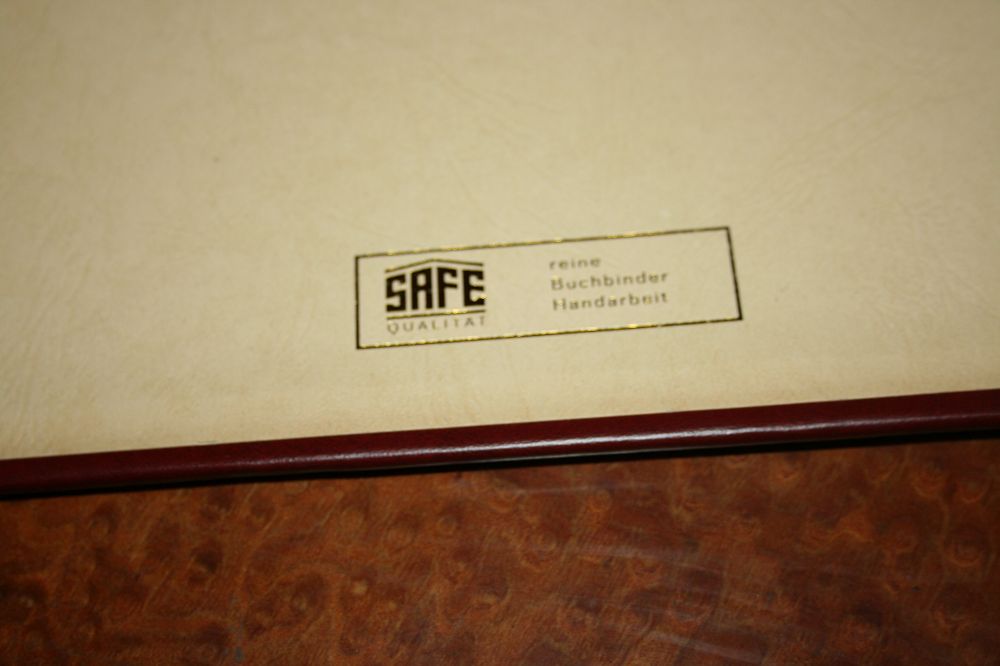 SAFE
QUALITÄT
reine
Buchbinder
Handarbeit